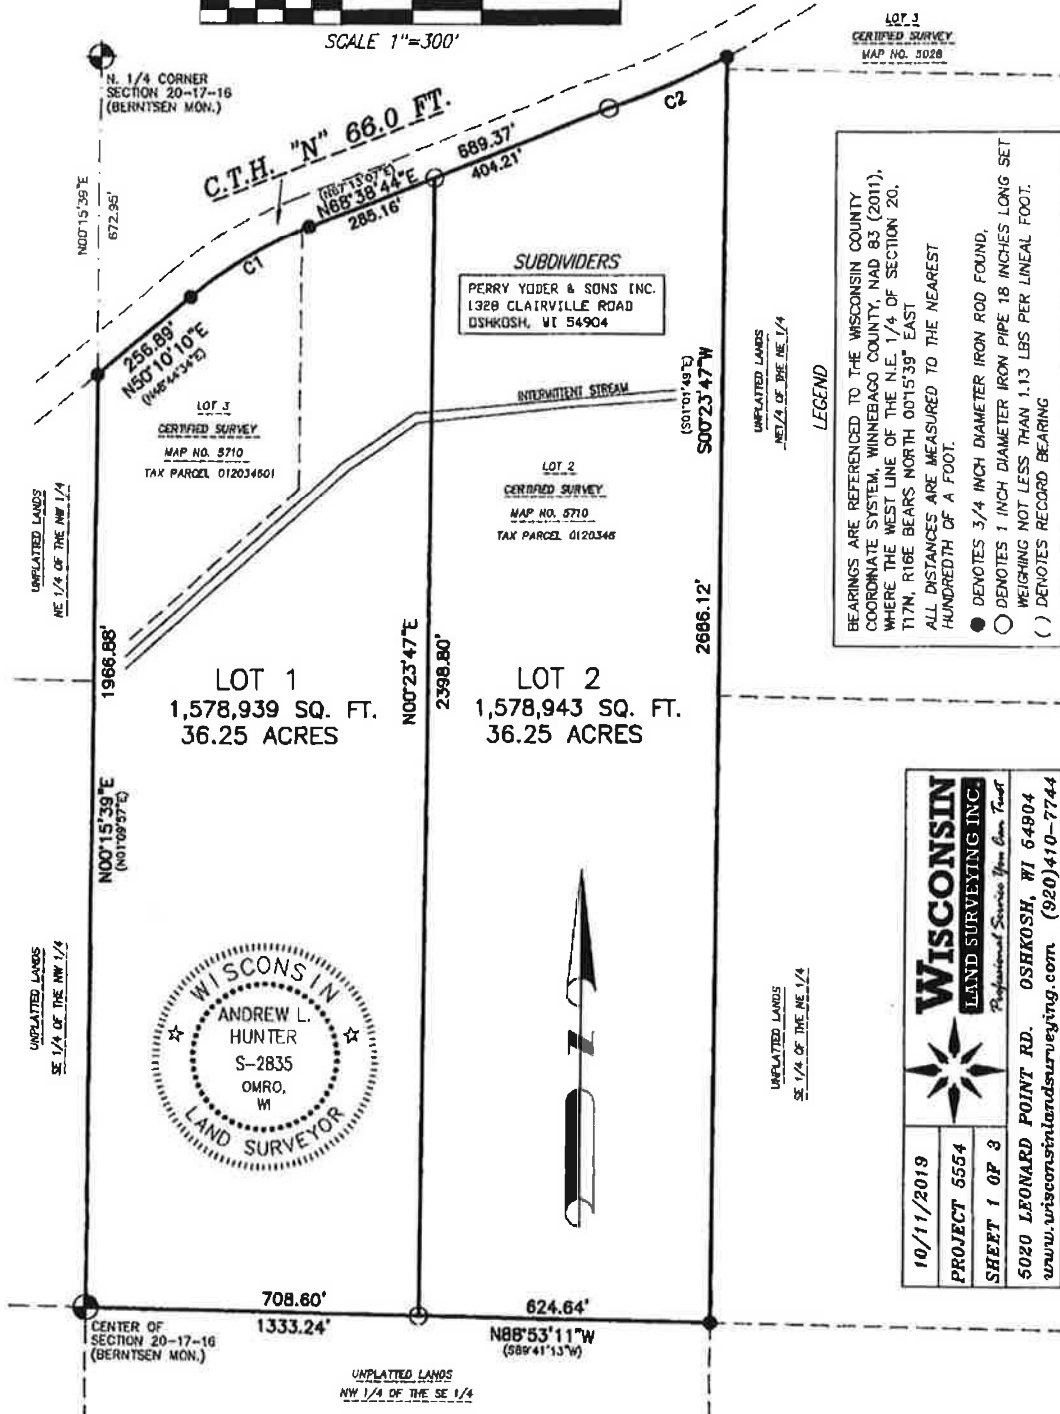 SCALE 1"=300'
LOT 3
CERTIFIED SURVEY
MAP NO. 5028
N. 1/4 CORNER
SECTION 20-17-16
(BERNTSEN MON.)
C.T.H. "N" 66.0 FT.
N00°15'39"E
672.95'
C2
689.37'
404.21'
(N67°13'07"E)
N68°38'44"E
285.16'
C1
256.89'
N50°10'10"E
(N48°44'34"E)
SUBDIVIDERS
PERRY YODER & SONS INC.
1328 CLAIRVILLE ROAD
OSHKOSH, WI 54904
LOT 3
CERTIFIED SURVEY
MAP NO. 5710
TAX PARCEL 012034601
INTERMITTENT STREAM
LOT 2
CERTIFIED SURVEY
MAP NO. 5710
TAX PARCEL 0120346
(S01°01'49"E)
S00°23'47"W
2686.12'
UNPLATTED LANDS
NE1/4 OF THE NE 1/4
UNPLATTED LANDS
NE 1/4 OF THE NW 1/4
1966.88'
N00°15'39"E
(N01°09'57"E)
N00°23'47"E
2398.80'
LOT 1
1,578,939 SQ. FT.
36.25 ACRES
LOT 2
1,578,943 SQ. FT.
36.25 ACRES
LEGEND
BEARINGS ARE REFERENCED TO THE WISCONSIN COUNTY
COORDINATE SYSTEM, WINNEBAGO COUNTY, NAD 83 (2011),
WHERE THE WEST LINE OF THE N.E. 1/4 OF SECTION 20,
T17N, R16E BEARS NORTH 00°15'39" EAST
ALL DISTANCES ARE MEASURED TO THE NEAREST
HUNDREDTH OF A FOOT.
DENOTES 3/4 INCH DIAMETER IRON ROD FOUND,
DENOTES 1 INCH DIAMETER IRON PIPE 18 INCHES LONG SET
WEIGHING NOT LESS THAN 1.13 LBS PER LINEAL FOOT.
( ) DENOTES RECORD BEARING
UNPLATTED LANDS
SE 1/4 OF THE NW 1/4
WISCONSIN
ANDREW L.
HUNTER
S-2835
OMRO,
WI
LAND SURVEYOR
N
UNPLATTED LANDS
SE 1/4 OF THE NE 1/4
WISCONSIN
LAND SURVEYING INC.
Professional Service You Can Trust
10/11/2019
PROJECT 5554
SHEET 1 OF 3
5020 LEONARD POINT RD. OSHKOSH, WI 54904
www.wisconsinlandsurveying.com (920)410-7744
708.60'
1333.24'
624.64'
N88°53'11"W
(S89°41'13"W)
CENTER OF
SECTION 20-17-16
(BERNTSEN MON.)
UNPLATTED LANDS
NW 1/4 OF THE SE 1/4